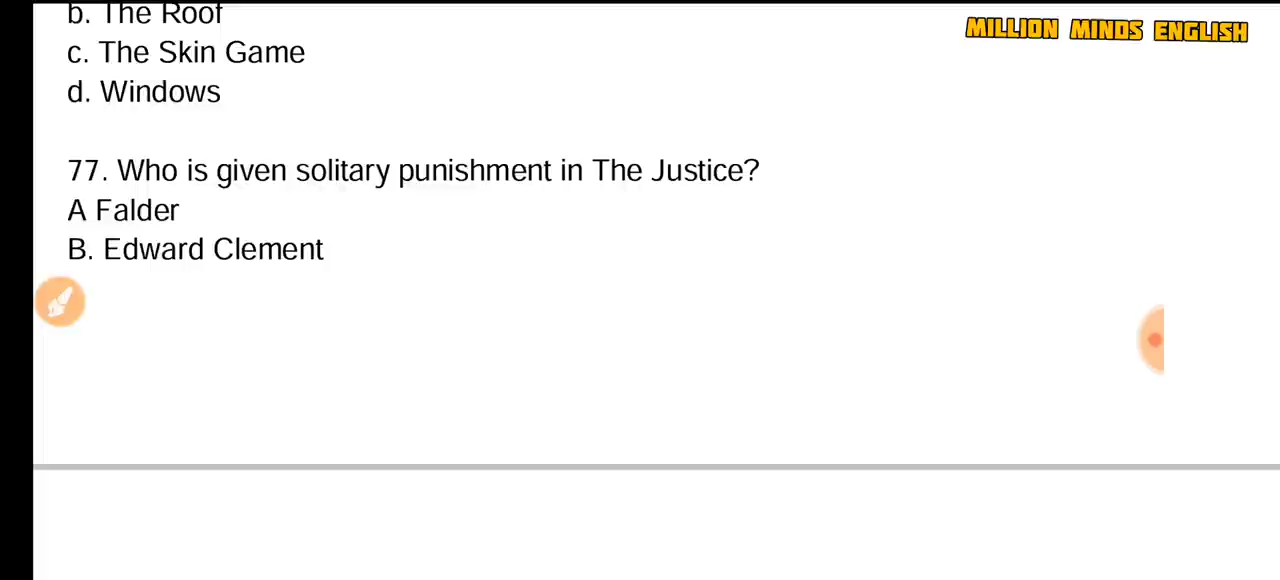 b. The Roof
MILLION MINDS ENGLISH
c. The Skin Game
d. Windows
77. Who is given solitary punishment in The Justice?
A Falder
B. Edward Clement